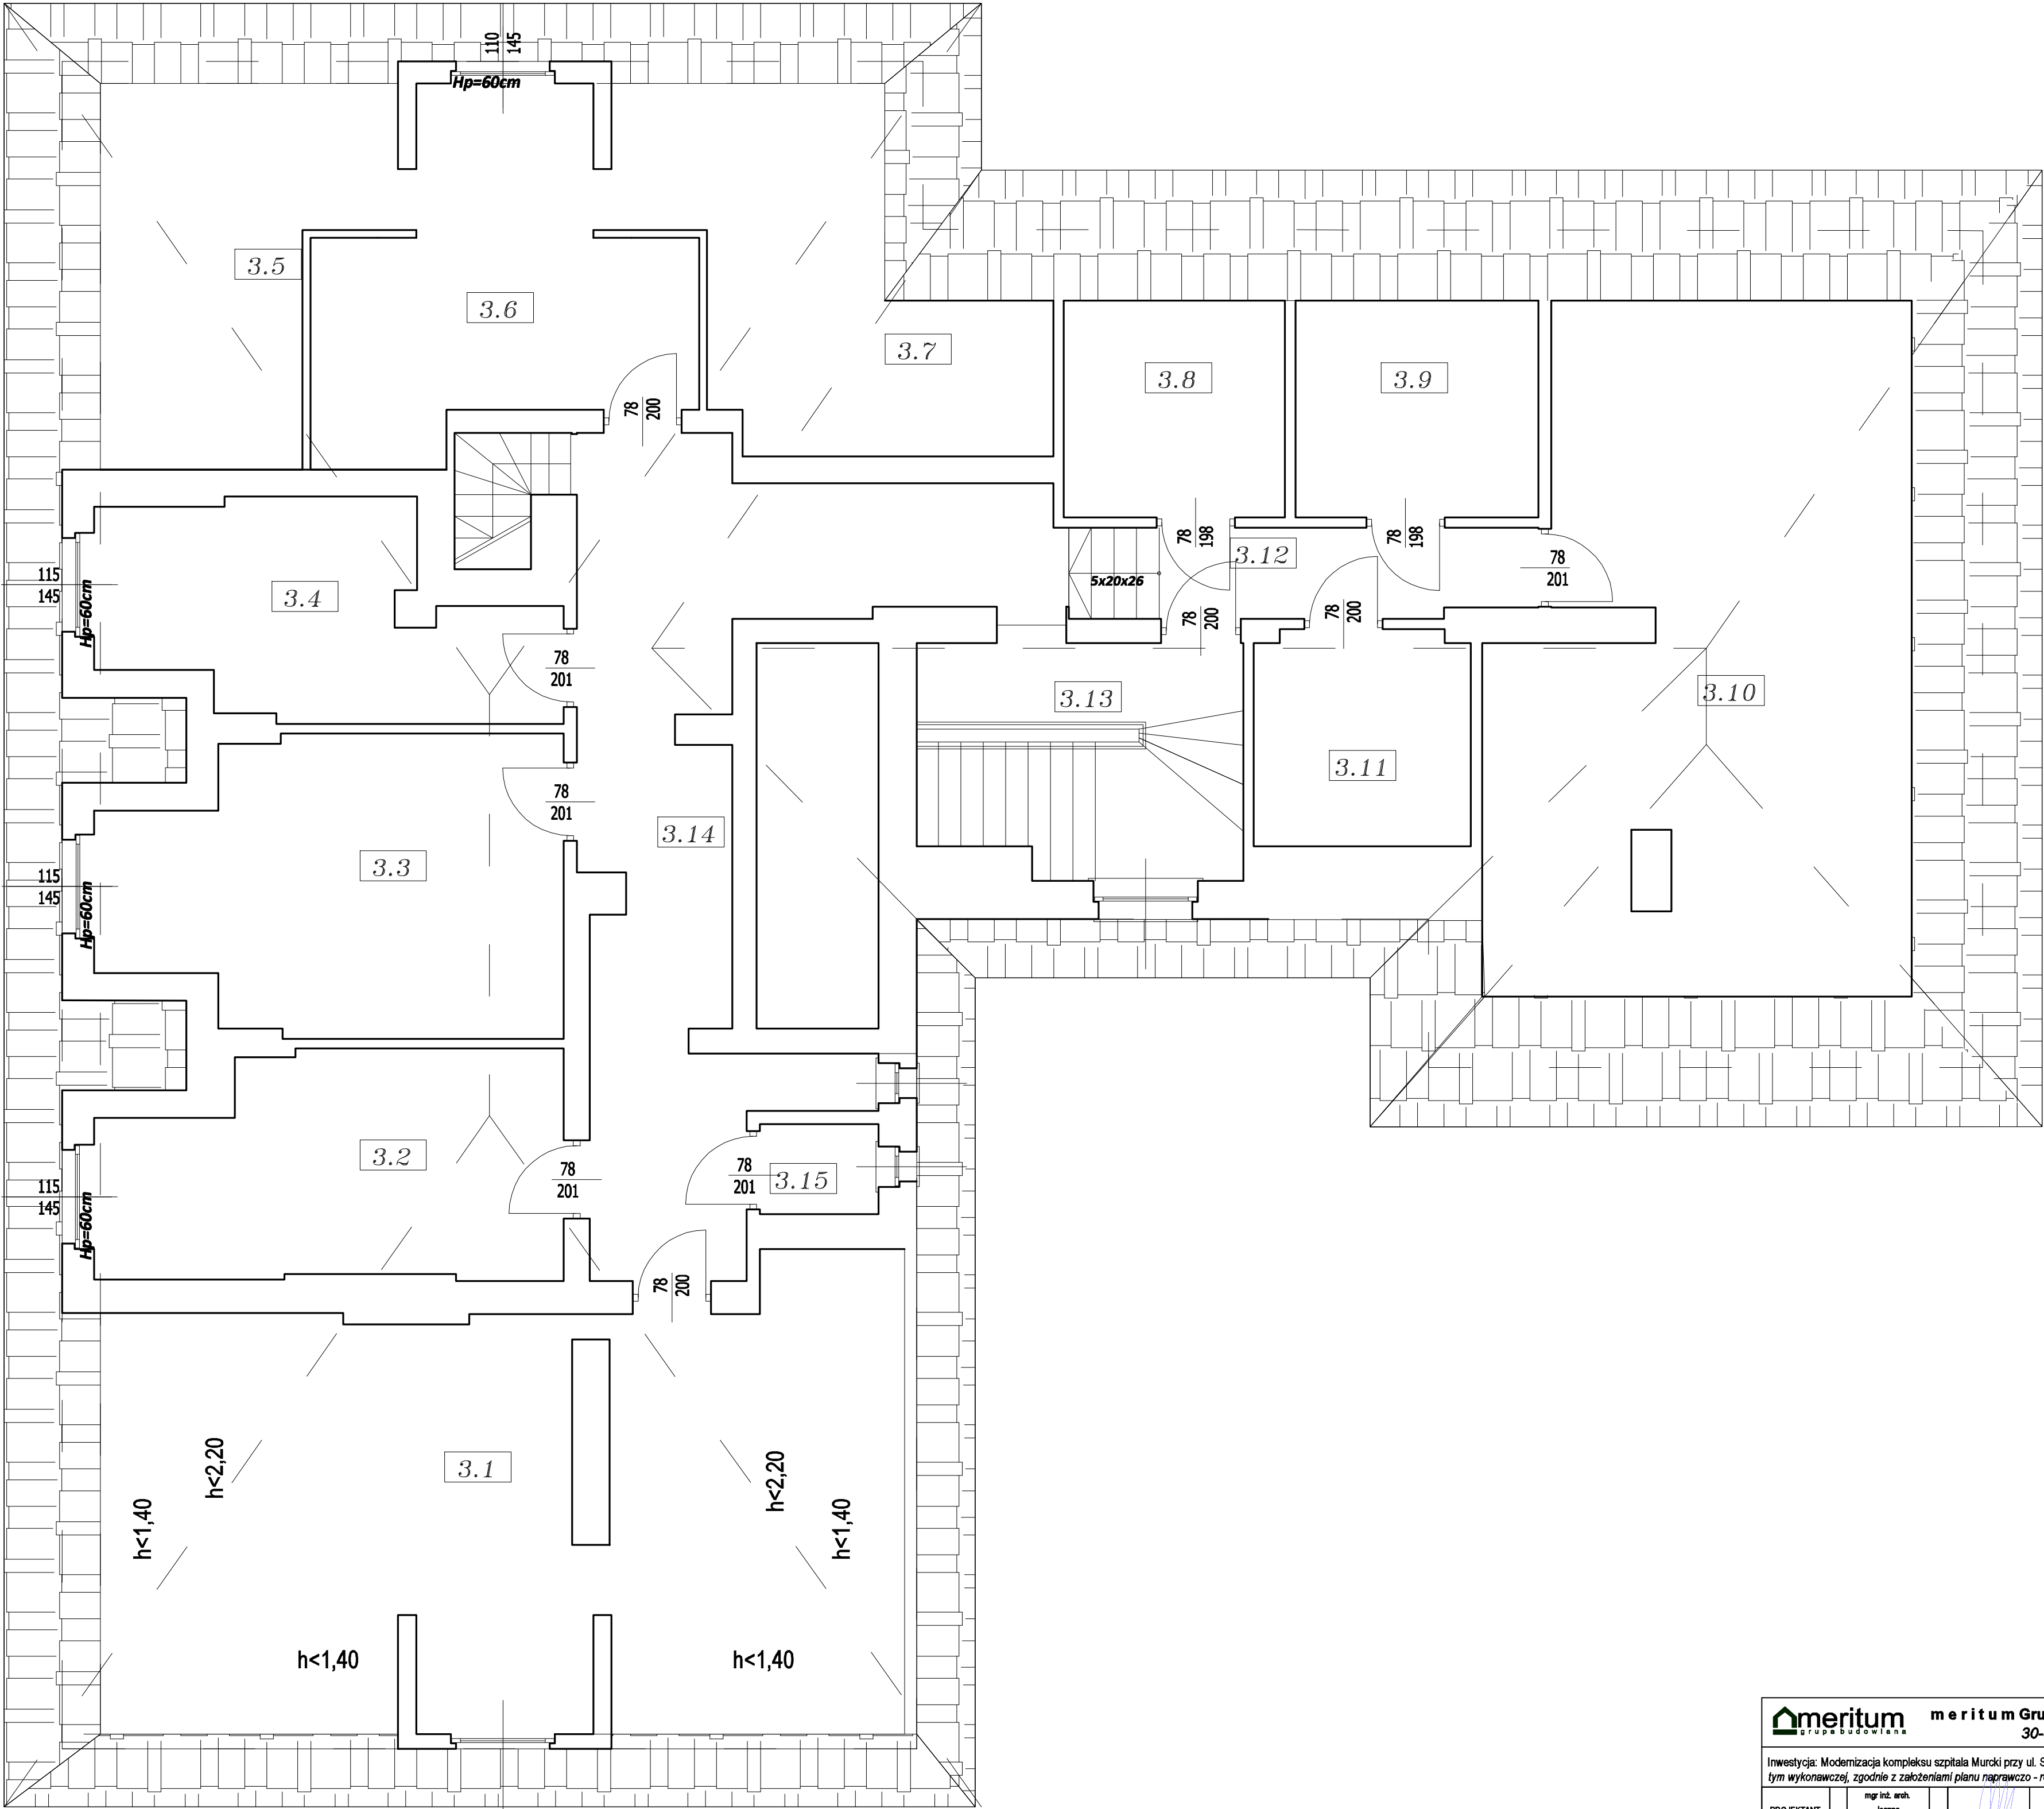 110
145
Hp=60cm
3.5
3.6
3.7
3.8
3.9
78
200
78
198
78
198
3.12
78
201
5x20x26
115
145
Hp=60cm
3.4
78
200
78
200
78
201
3.13
3.10
3.11
78
201
3.14
3.3
115
145
Hp=60cm
3.2
78
201
78
201
3.15
115
145
Hp=60cm
78
200
h<2,20
h<2,20
3.1
h<1,40
h<1,40
h<1,40
h<1,40
meritum
grupa budowlana
meritum Gru
30-
Inwestycja: Modernizacja kompleksu szpitala Murcki przy ul. S
tym wykonawczej, zgodnie z założeniami planu naprawczo - r
mgr inż. arch.